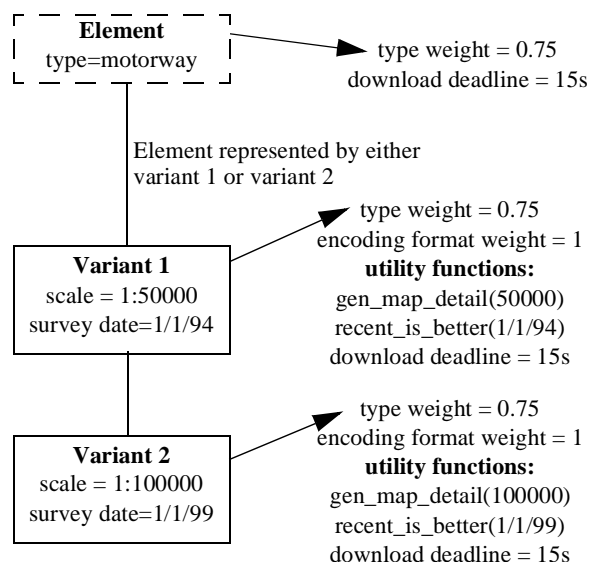 Element
type=motorway
type weight = 0.75
download deadline = 15s
Element represented by either
variant 1 or variant 2
type weight = 0.75
encoding format weight = 1
utility functions:
gen_map_detail(50000)
recent_is_better(1/1/94)
download deadline = 15s
Variant 1
scale = 1:50000
survey date=1/1/94
type weight = 0.75
encoding format weight = 1
utility functions:
gen_map_detail(100000)
recent_is_better(1/1/99)
download deadline = 15s
Variant 2
scale = 1:100000
survey date=1/1/99